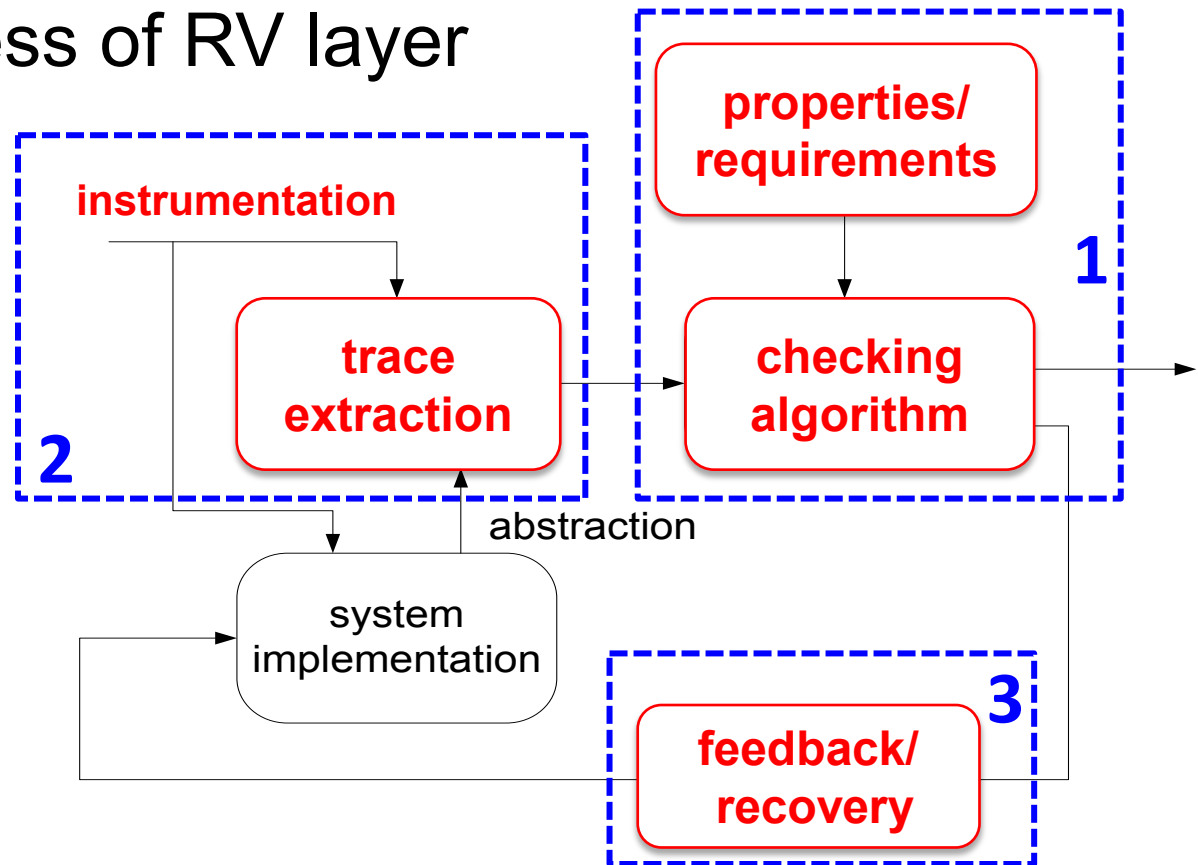 ess of RV layer
properties/
requirements
1
instrumentation
trace
extraction
checking
algorithm
2
abstraction
system
implementation
3
feedback/
recovery